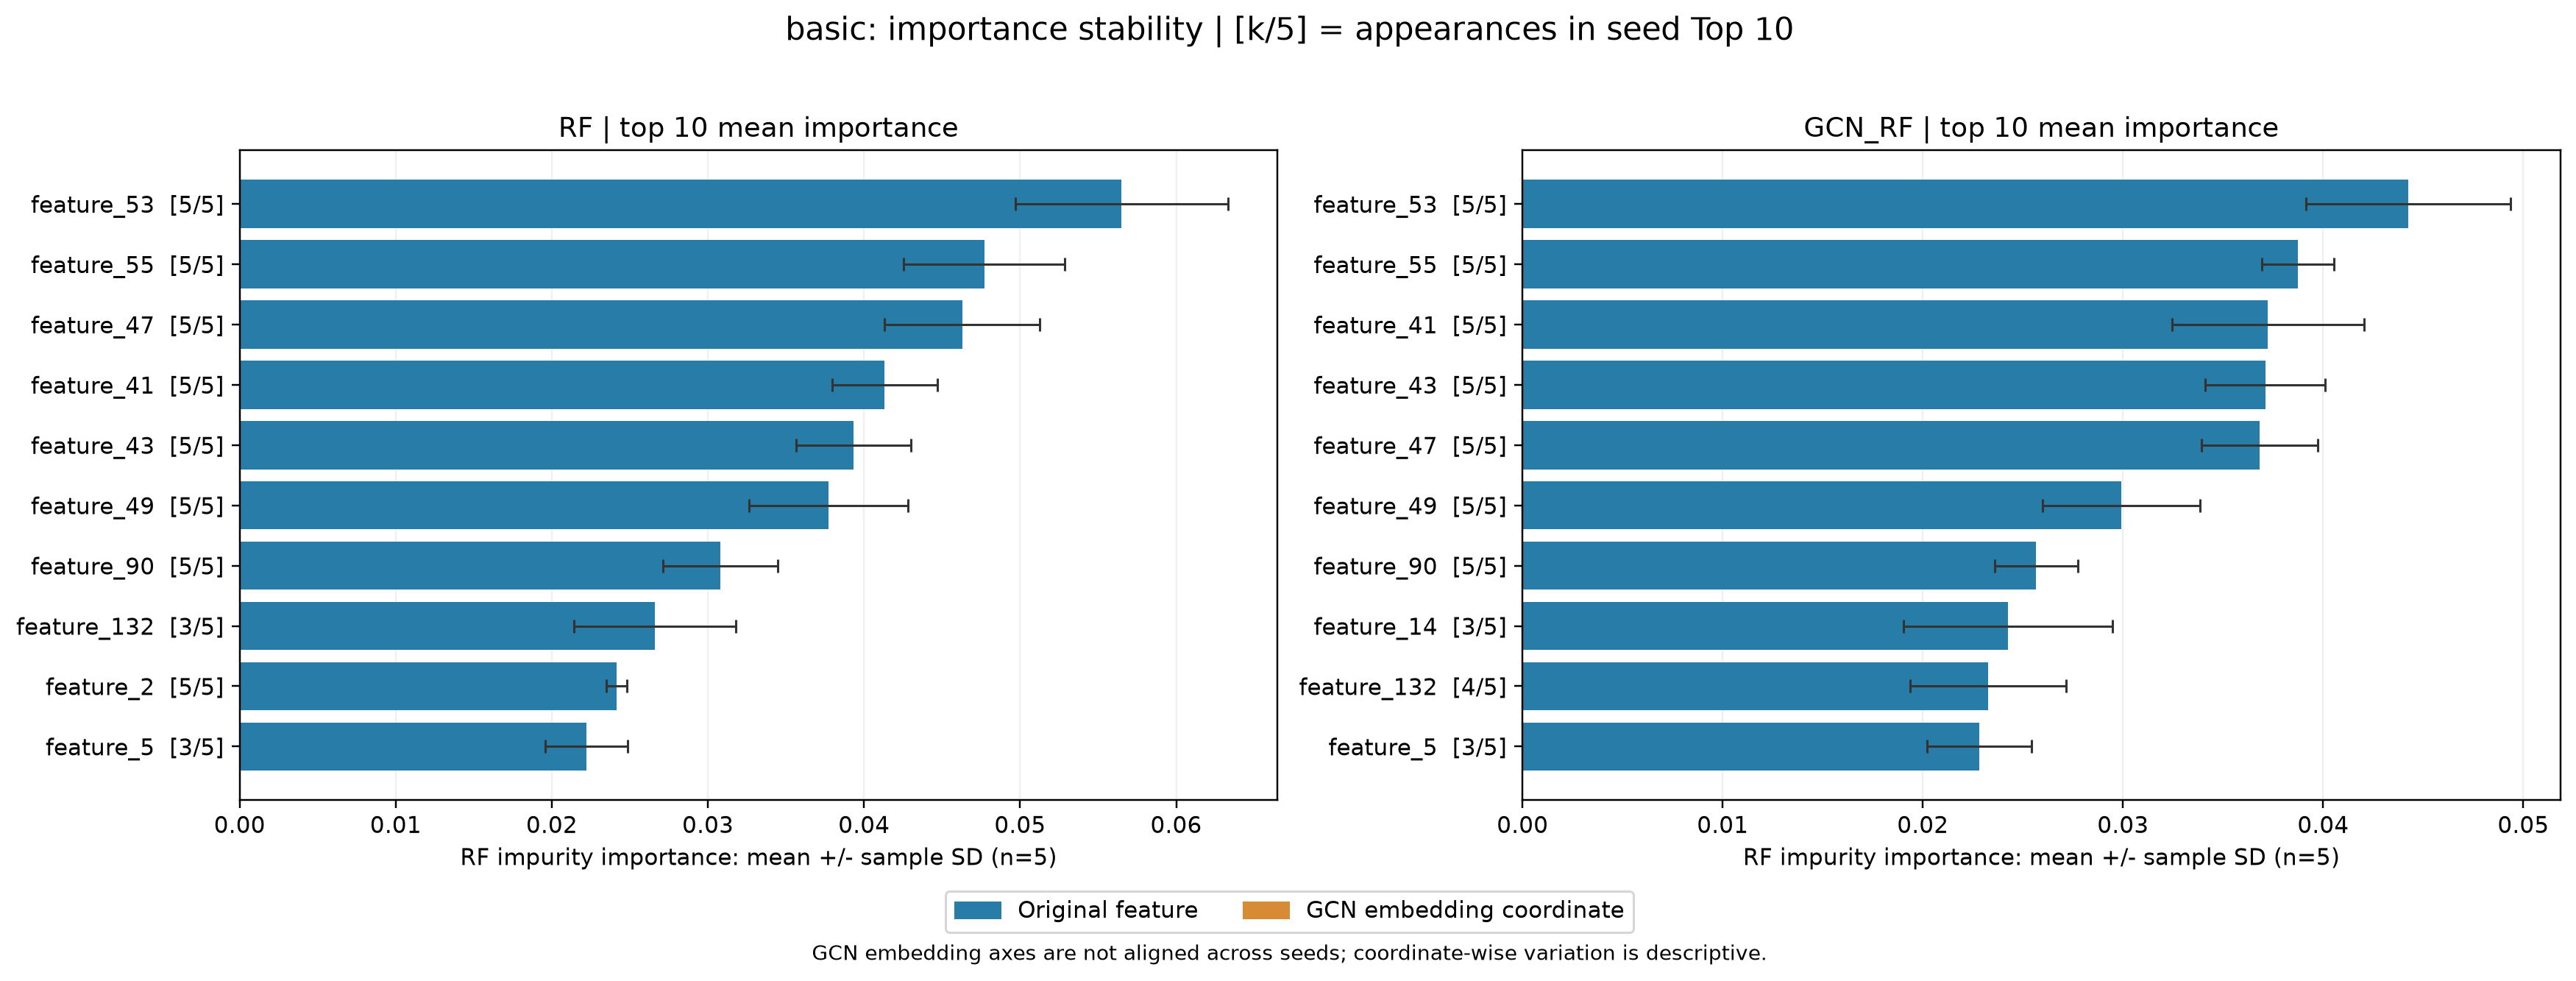 basic: importance stability | [k/5] = appearances in seed Top 10
RF | top 10 mean importance
feature_53 [5/5]
feature_55 [5/5]
feature_47 [5/5]
feature_41 [5/5]
feature_43 [5/5]
feature_49 [5/5]
feature_90 [5/5]
feature_132 [3/5]
feature_2 [5/5]
feature_5 [3/5]
0.00 0.01 0.02 0.03 0.04 0.05 0.06
RF impurity importance: mean +/- sample SD (n=5)
GCN_RF | top 10 mean importance
feature_53 [5/5]
feature_55 [5/5]
feature_41 [5/5]
feature_43 [5/5]
feature_47 [5/5]
feature_49 [5/5]
feature_90 [5/5]
feature_14 [3/5]
feature_132 [4/5]
feature_5 [3/5]
0.00 0.01 0.02 0.03 0.04 0.05
RF impurity importance: mean +/- sample SD (n=5)
Original feature GCN embedding coordinate
GCN embedding axes are not aligned across seeds; coordinate-wise variation is descriptive.